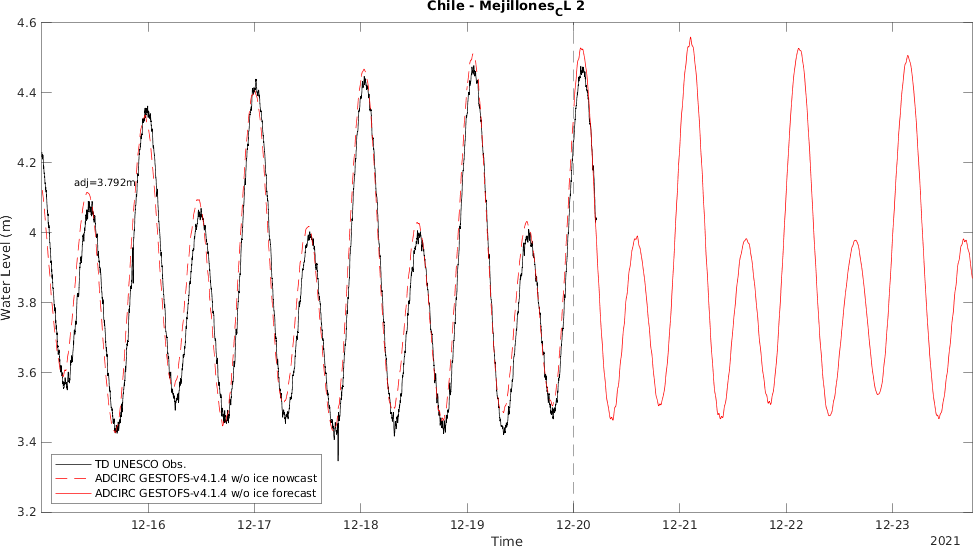 Chile - Mejillones_CL 2
4.6
4.4
4.2
4
3.8
3.6
3.4
3.2
Water Level (m)
adj=3.792m
TD UNESCO Obs.
ADCIRC GESTOFS-v4.1.4 w/o ice nowcast
ADCIRC GESTOFS-v4.1.4 w/o ice forecast
12-16 12-17 12-18 12-19 12-20 12-21 12-22 12-23
Time
2021